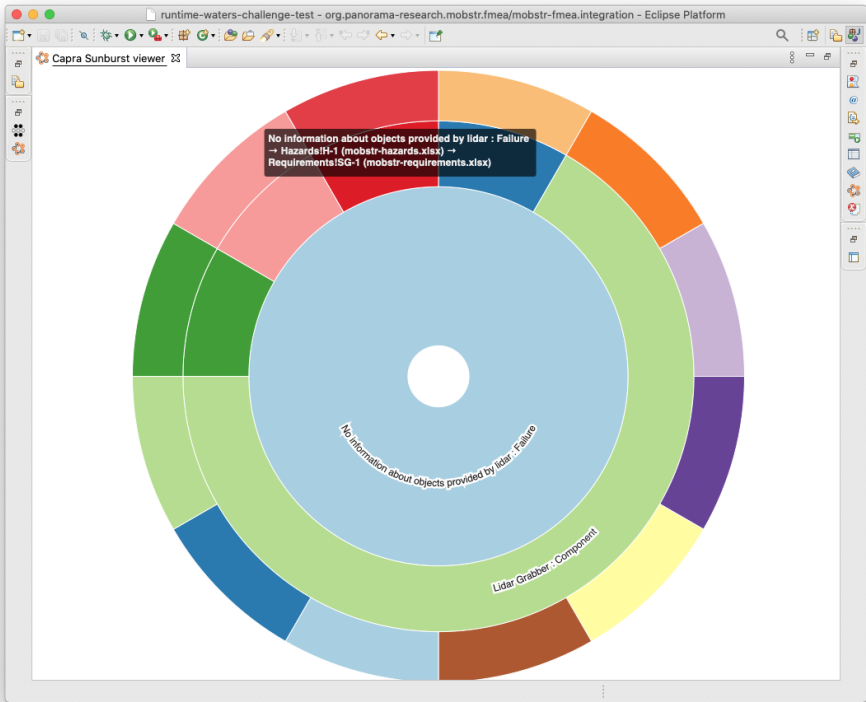 runtime-waters-challenge-test - org.panorama-research.mobstr.fmea/mobstr-fmea.integration - Eclipse Platform
Capra Sunburst viewer
No information about objects provided by lidar : Failure
→ Hazards!H-1 (mobstr-hazards.xlsx) →
Requirements!SG-1 (mobstr-requirements.xlsx)
No information about objects provided by lidar : Failure
Lidar Grabber : Component